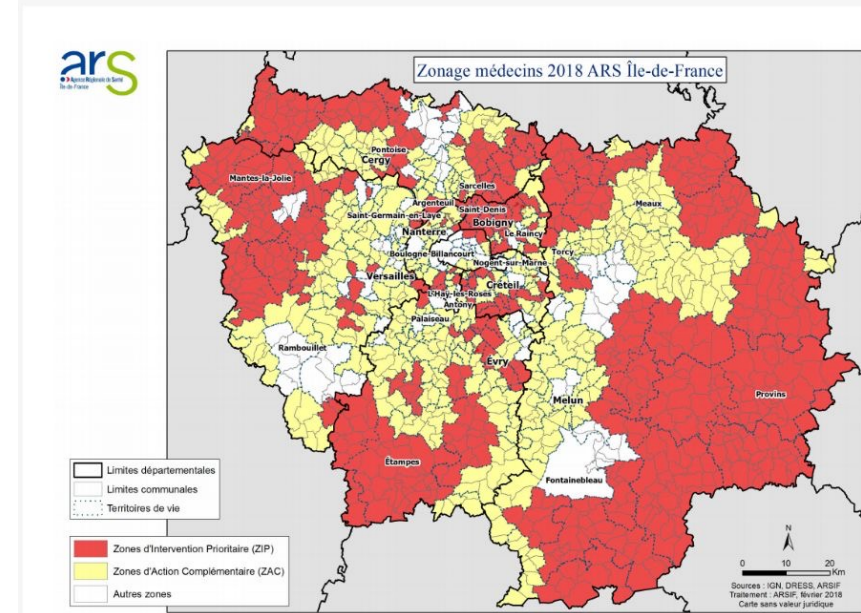 ars
Agence Régionale de Santé
Île-de-France
Zonage médecins 2018 ARS Île-de-France
Pontoise
Cergy
Mantes-la-Jolie
Sarcelles
Argenteuil
Saint-Denis
Saint-Germain-en-Laye
Bobigny
Nanterre
Le Raincy
Meaux
Boulogne-Billancourt
Nogent-sur-Marne
Torcy
Versailles
Créteil
L'Haÿ-les-Roses
Antony
Palaiseau
Rambouillet
Évry
Melun
Provins
Étampes
Fontainebleau
Limites départementales
Limites communales
Territoires de vie
Zones d'Intervention Prioritaire (ZIP)
Zones d'Action Complémentaire (ZAC)
Autres zones
N
0 10 20
Km
Sources : IGN, DRESS, ARSIF
Traitement : ARSIF, février 2018
Carte sans valeur juridique